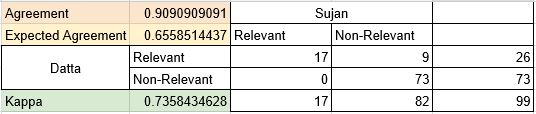 Agreement 0.9090909091 Sujan
Expected Agreement 0.6558514437 Relevant Non-Relevant
Datta Relevant 17 9 26
Non-Relevant 0 73 73
Kappa 0.7358434628 17 82 99